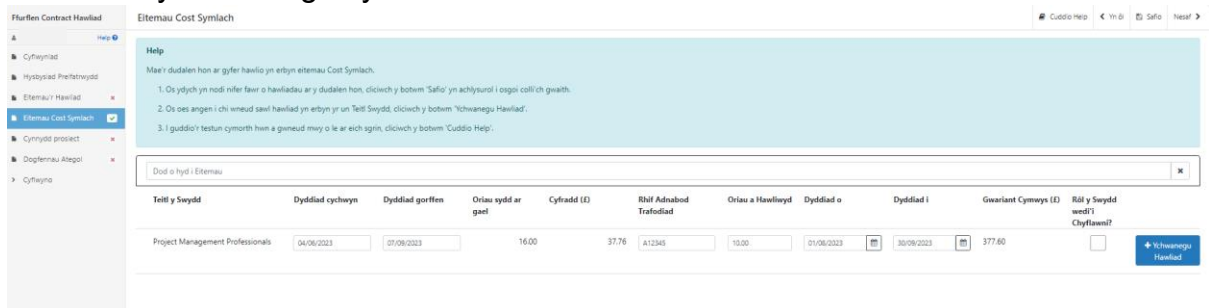 Ffurflen Contract Hawliad
Help
Cyflwyniad
Hysbysiad Preifatrwydd
Eitemau'r Hawliad
Eitemau Cost Symlach
Cynnydd prosiect
Dogfennau Ategol
Cyflwyno
Eitemau Cost Symlach
Cuddio Help
Yn ôl
Safio
Nesaf
Help
Mae'r dudalen hon ar gyfer hawlio yn erbyn eitemau Cost Symlach.
1. Os ydych yn nodi nifer fawr o hawliadau ar y dudalen hon, cliciwch y botwm 'Safio' yn achlysurol i osgoi colli'ch gwaith.
2. Os oes angen i chi wneud sawl hawliad yn erbyn yr un Teitl Swydd, cliciwch y botwm 'Ychwanegu Hawliad'.
3. I guddio'r testun cymorth hwn a gwneud mwy o le ar eich sgrin, cliciwch y botwm 'Cuddio Help'.
Dod o hyd i Eitemau
Teitl y Swydd
Dyddiad cychwyn
Dyddiad gorffen
Oriau sydd ar
gael
Cyfradd (£)
Rhif Adnabod
Trafodiad
Oriau a Hawliwyd
Dyddiad o
Dyddiad i
Gwariant Cymwys (£)
Rôl y Swydd
wedi'i
Chyflawni?
Project Management Professionals
04/06/2023
07/09/2023
16.00
37.76
A12345
10.00
01/06/2023
30/09/2023
377.60
+ Ychwanegu
Hawliad